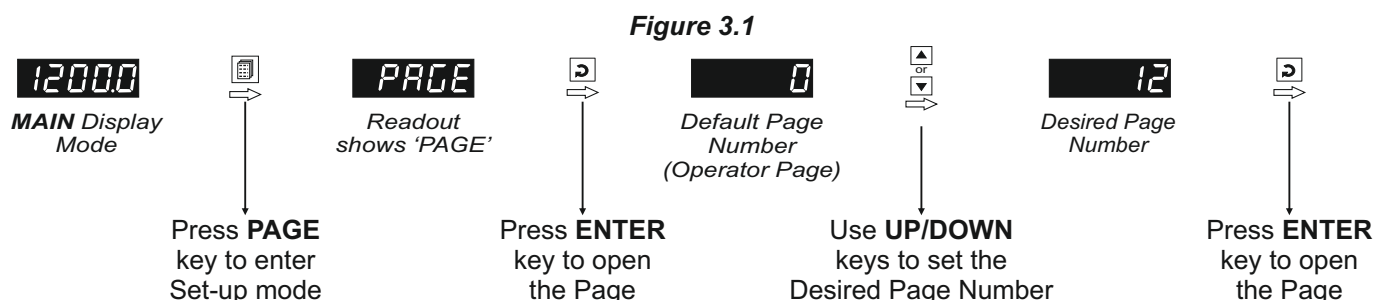 Figure 3.1
1200.0
PAGE
0
or
12
MAIN Display
Mode
Readout
shows ‘PAGE’
Default Page
Number
(Operator Page)
Desired Page
Number
Press PAGE
key to enter
Set-up mode
Press ENTER
key to open
the Page
Use UP/DOWN
keys to set the
Desired Page Number
Press ENTER
key to open
the Page